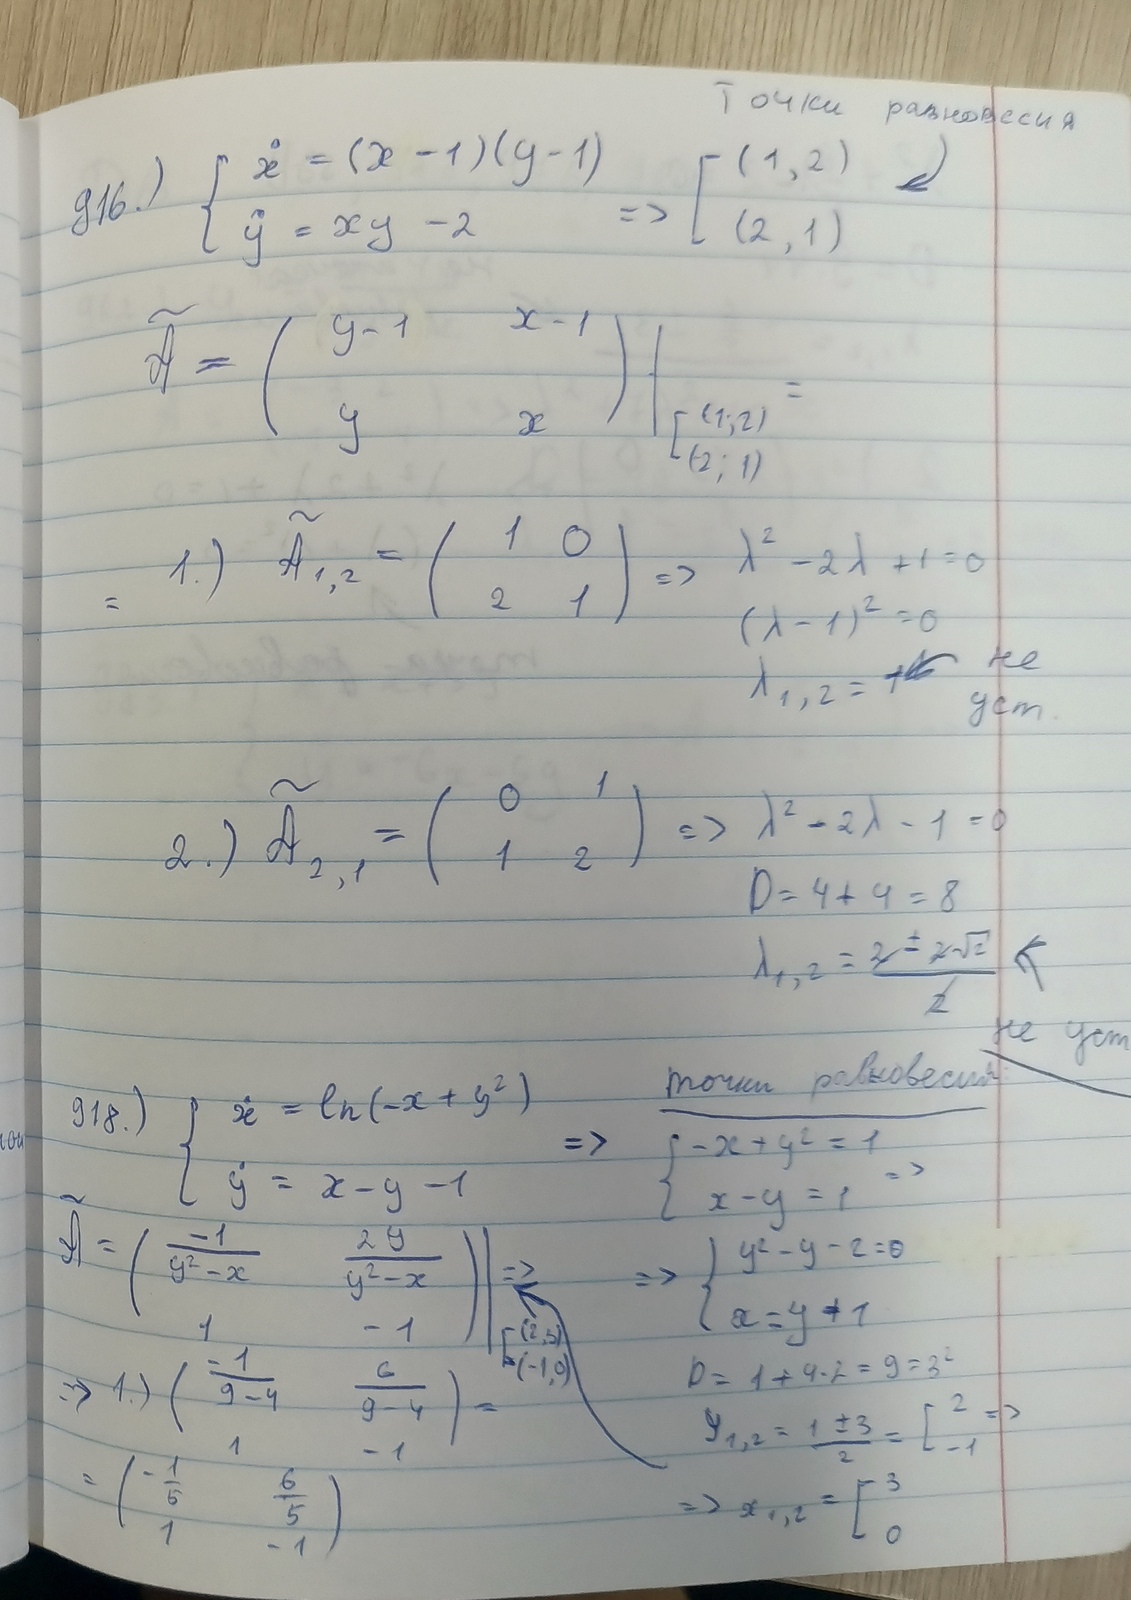 Точки равновесия
916.) { ẋ = (x - 1)(y - 1)
ẏ = xy - 2 => [ (1, 2)
(2, 1)
Ã = ( y-1 x-1
y x ) | [ (1; 2)
(2; 1) =
= 1.) Ã1,2 = ( 1 0
2 1 ) => λ² - 2λ + 1 = 0
(λ - 1)² = 0
λ1,2 = 1 не
уст.
2.) Ã2,1 = ( 0 1
1 2 ) => λ² - 2λ - 1 = 0
D = 4 + 4 = 8
λ1,2 = (2 ± 2√2)/2
не уст
918.) { ẋ = ln(-x + y²)
ẏ = x - y - 1 =>
точки равновесия:
{ -x + y² = 1
x - y = 1 =>
Ã = ( -1/(y² - x) 2y/(y² - x)
1 -1 ) | [ (2,3)
(-1,0) =>
=> { y² - y - 2 = 0
x = y + 1
D = 1 + 4·2 = 9 = 3²
y1,2 = (1 ± 3)/2 = [ 2
-1 =>
=> x1,2 = [ 3
0
=> 1.) ( -1/(9-4) 6/(9-4)
1 -1 ) =
= ( -1/5 6/5
1 -1 )